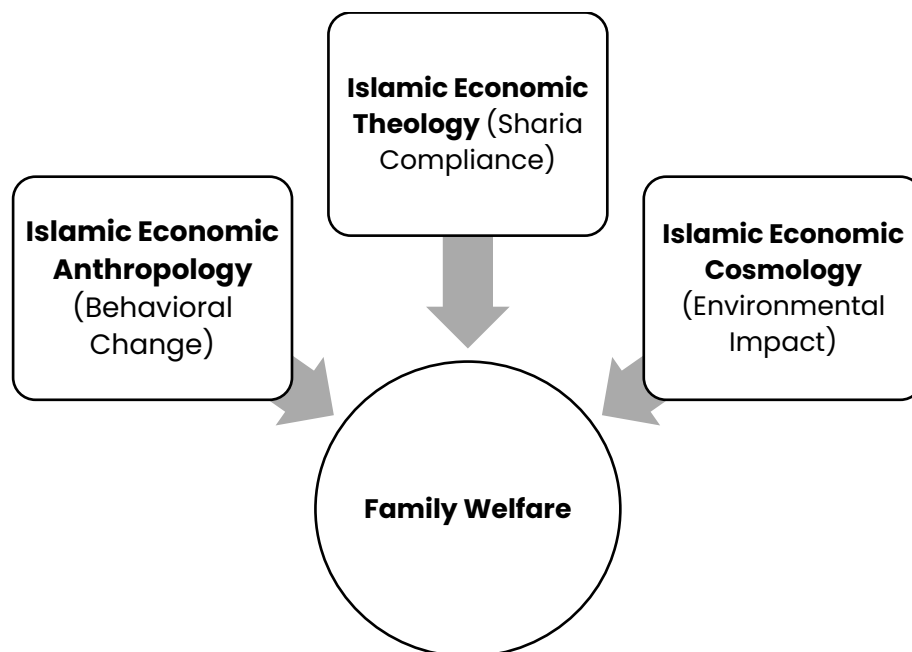 Islamic Economic
Theology (Sharia
Compliance)
Islamic Economic
Anthropology
(Behavioral
Change)
Islamic Economic
Cosmology
(Environmental
Impact)
Family Welfare